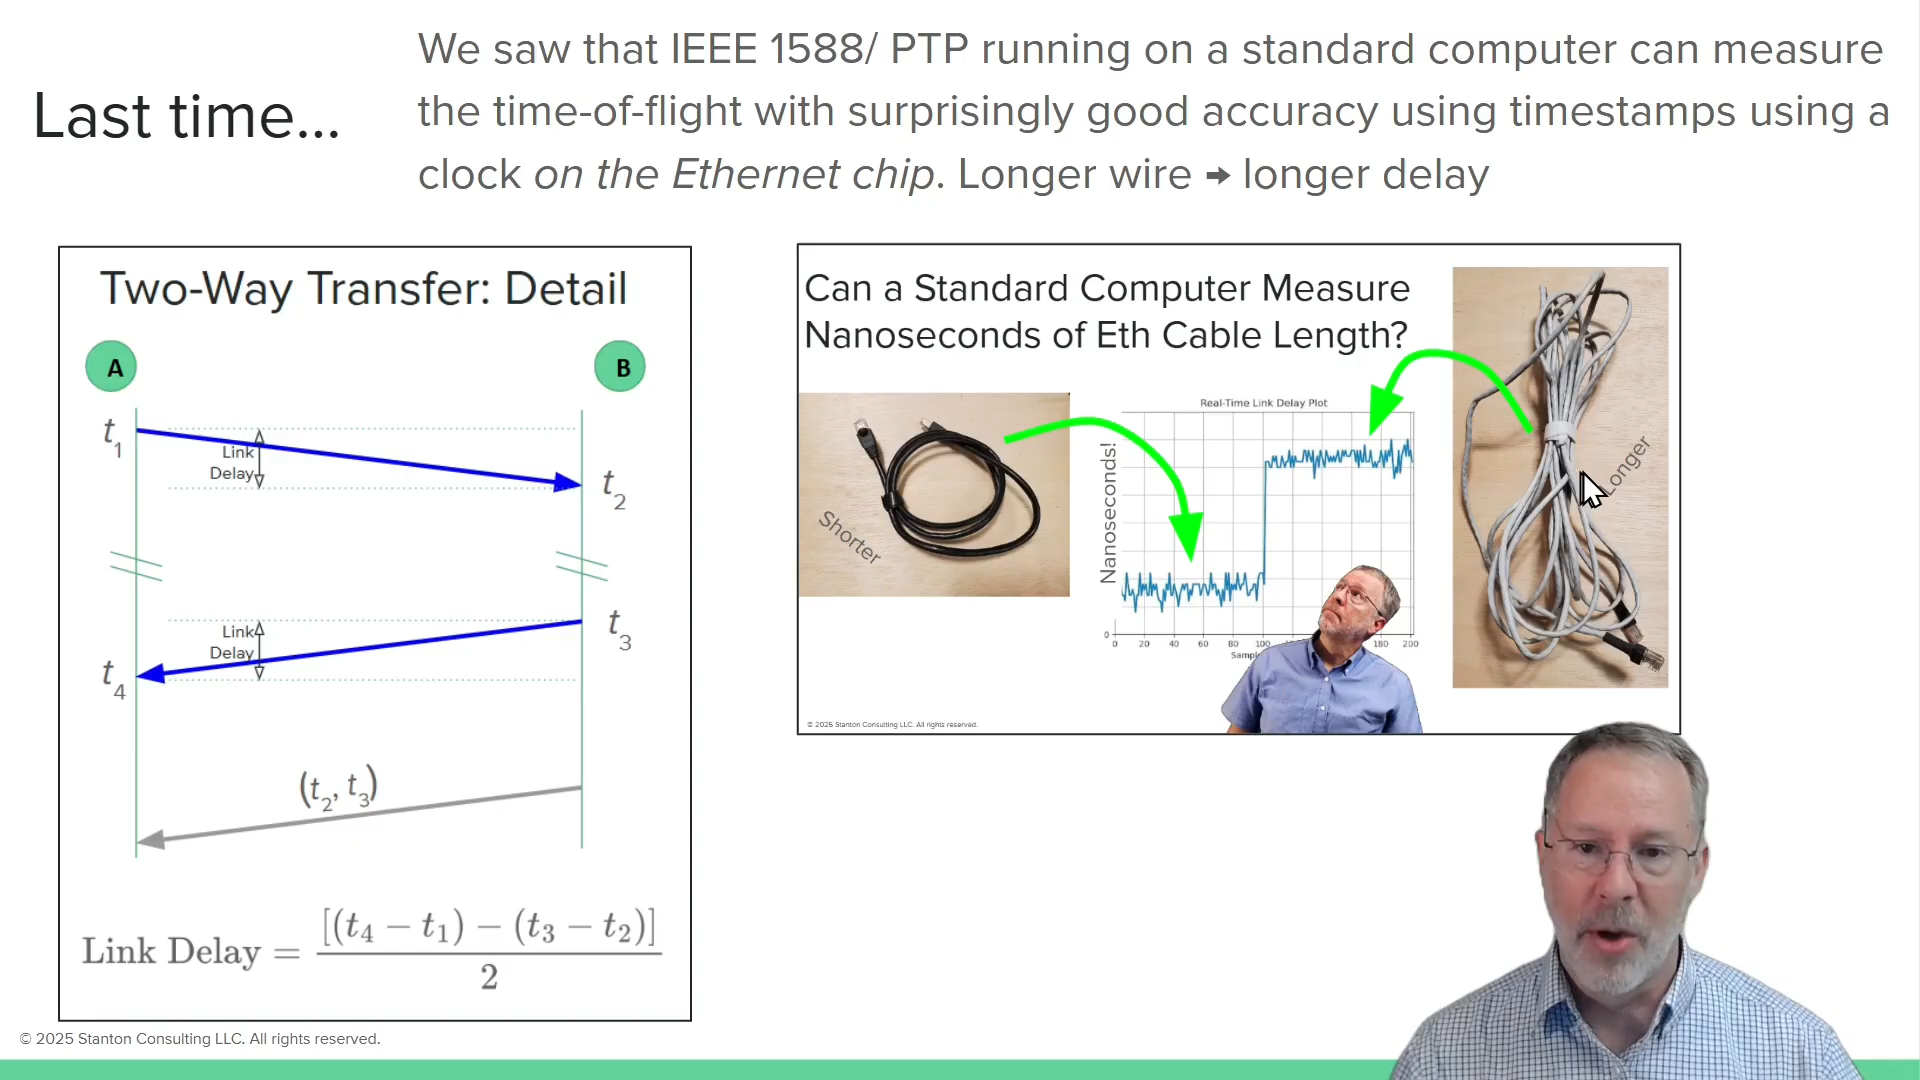 Last time...
We saw that IEEE 1588/ PTP running on a standard computer can measure
the time-of-flight with surprisingly good accuracy using timestamps using a
clock on the Ethernet chip. Longer wire ➜ longer delay
Two-Way Transfer: Detail
A
B
t1
Link
Delay
t2
Link
Delay
t3
t4
(t2, t3)
Link Delay = [(t4 − t1) − (t3 − t2)]
2
Can a Standard Computer Measure
Nanoseconds of Eth Cable Length?
Shorter
Real-Time Link Delay Plot
Nanoseconds!
0
0 20 40 60 80 100 180 200
Sampl
Longer
© 2025 Stanton Consulting LLC. All rights reserved.
© 2025 Stanton Consulting LLC. All rights reserved.